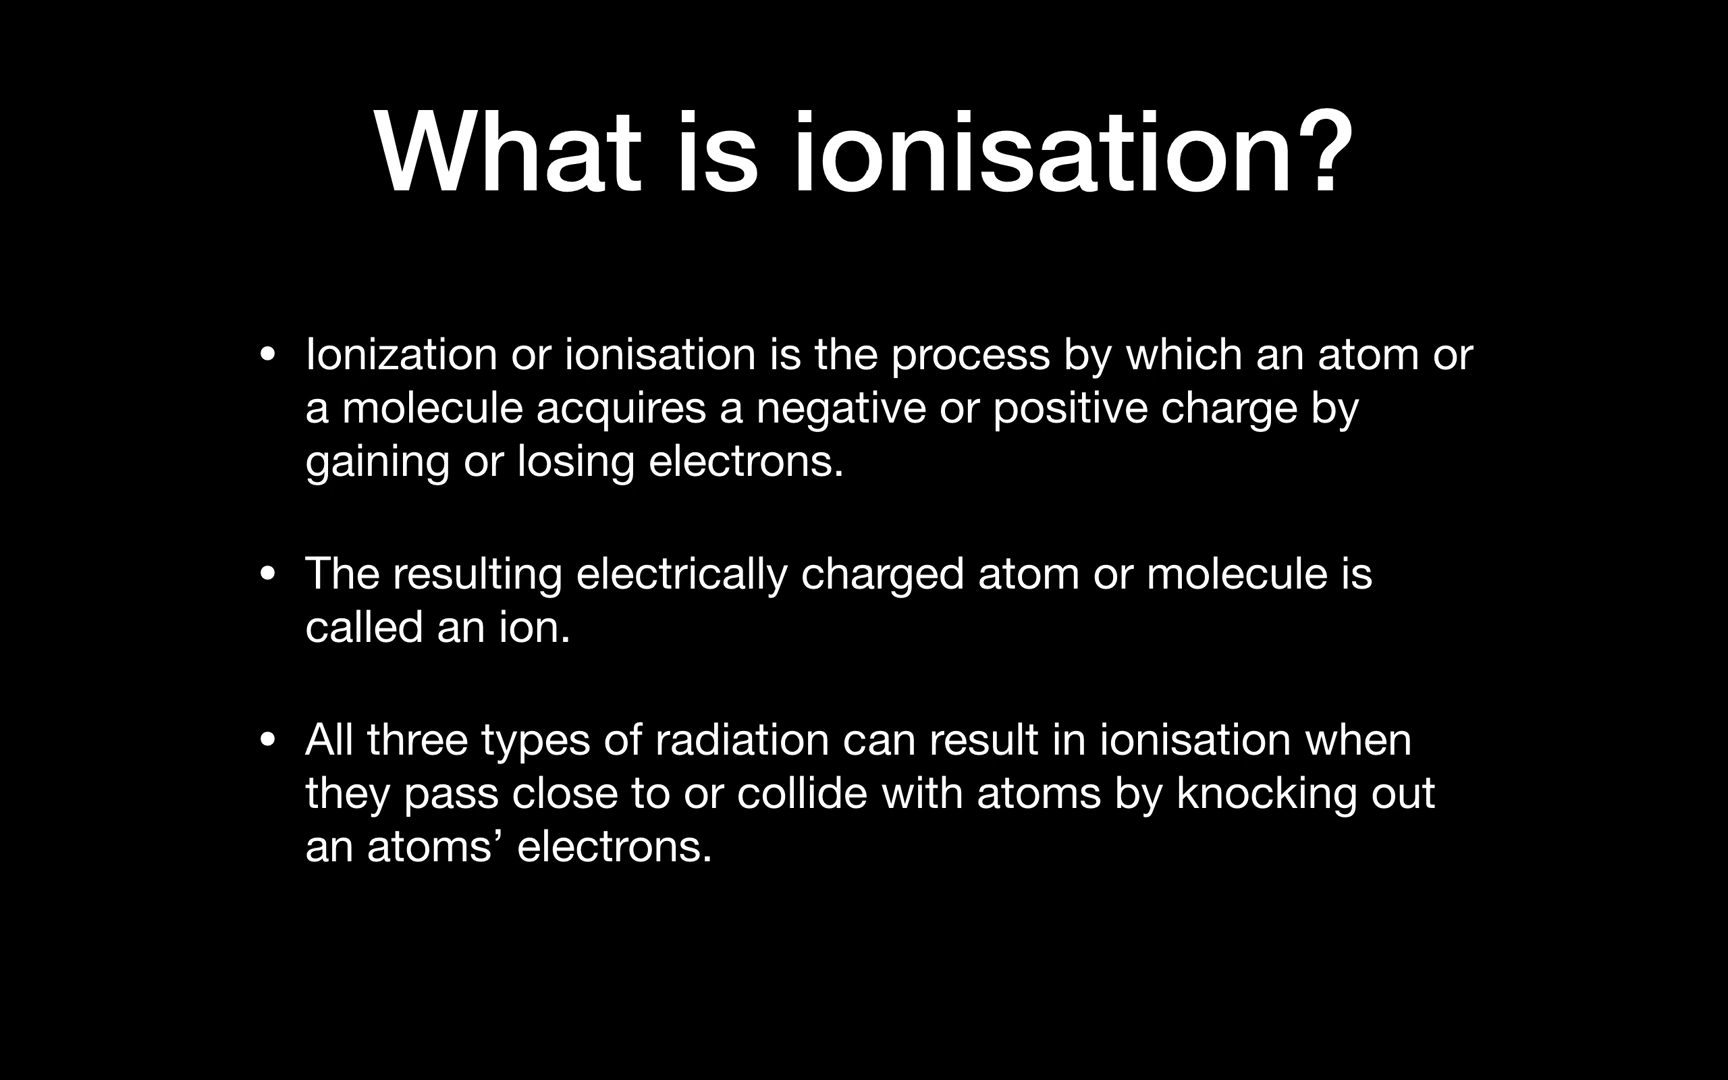 What is ionisation?
• Ionization or ionisation is the process by which an atom or
a molecule acquires a negative or positive charge by
gaining or losing electrons.
• The resulting electrically charged atom or molecule is
called an ion.
• All three types of radiation can result in ionisation when
they pass close to or collide with atoms by knocking out
an atoms’ electrons.